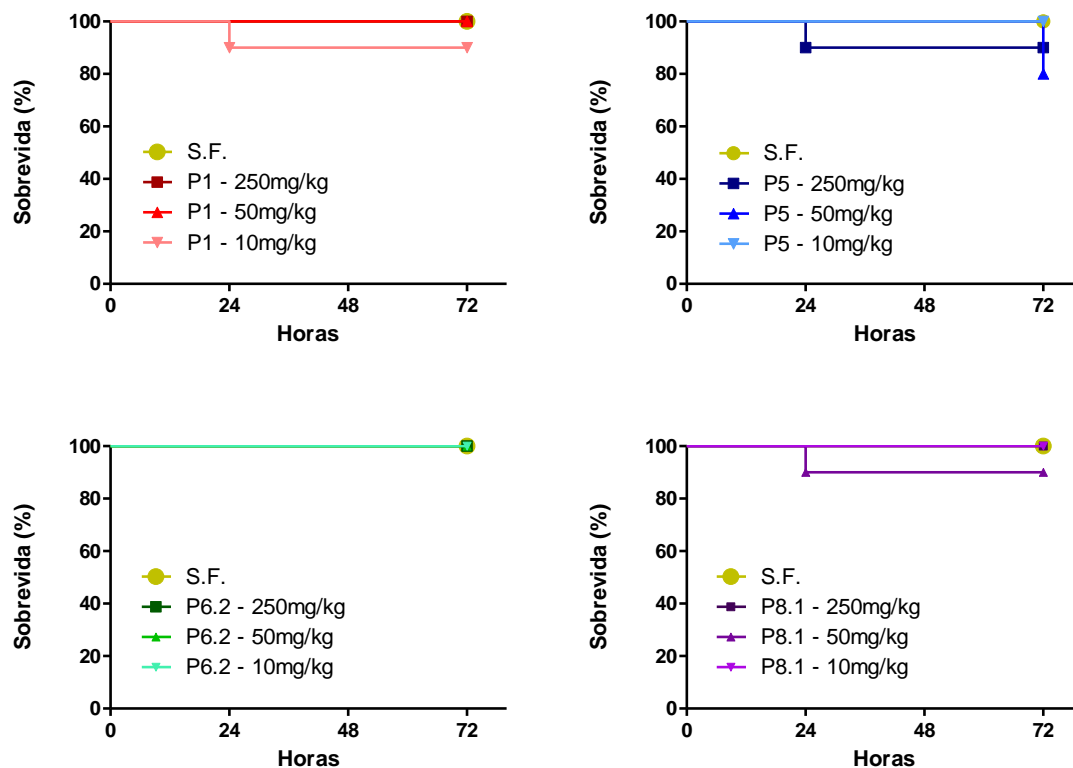 Sobrevida (%)
100
80
60
40
20
0
S.F.
P1 - 250mg/kg
P1 - 50mg/kg
P1 - 10mg/kg
0 24 48 72
Horas
Sobrevida (%)
100
80
60
40
20
0
S.F.
P5 - 250mg/kg
P5 - 50mg/kg
P5 - 10mg/kg
0 24 48 72
Horas
Sobrevida (%)
100
80
60
40
20
0
S.F.
P6.2 - 250mg/kg
P6.2 - 50mg/kg
P6.2 - 10mg/kg
0 24 48 72
Horas
Sobrevida (%)
100
80
60
40
20
0
S.F.
P8.1 - 250mg/kg
P8.1 - 50mg/kg
P8.1 - 10mg/kg
0 24 48 72
Horas